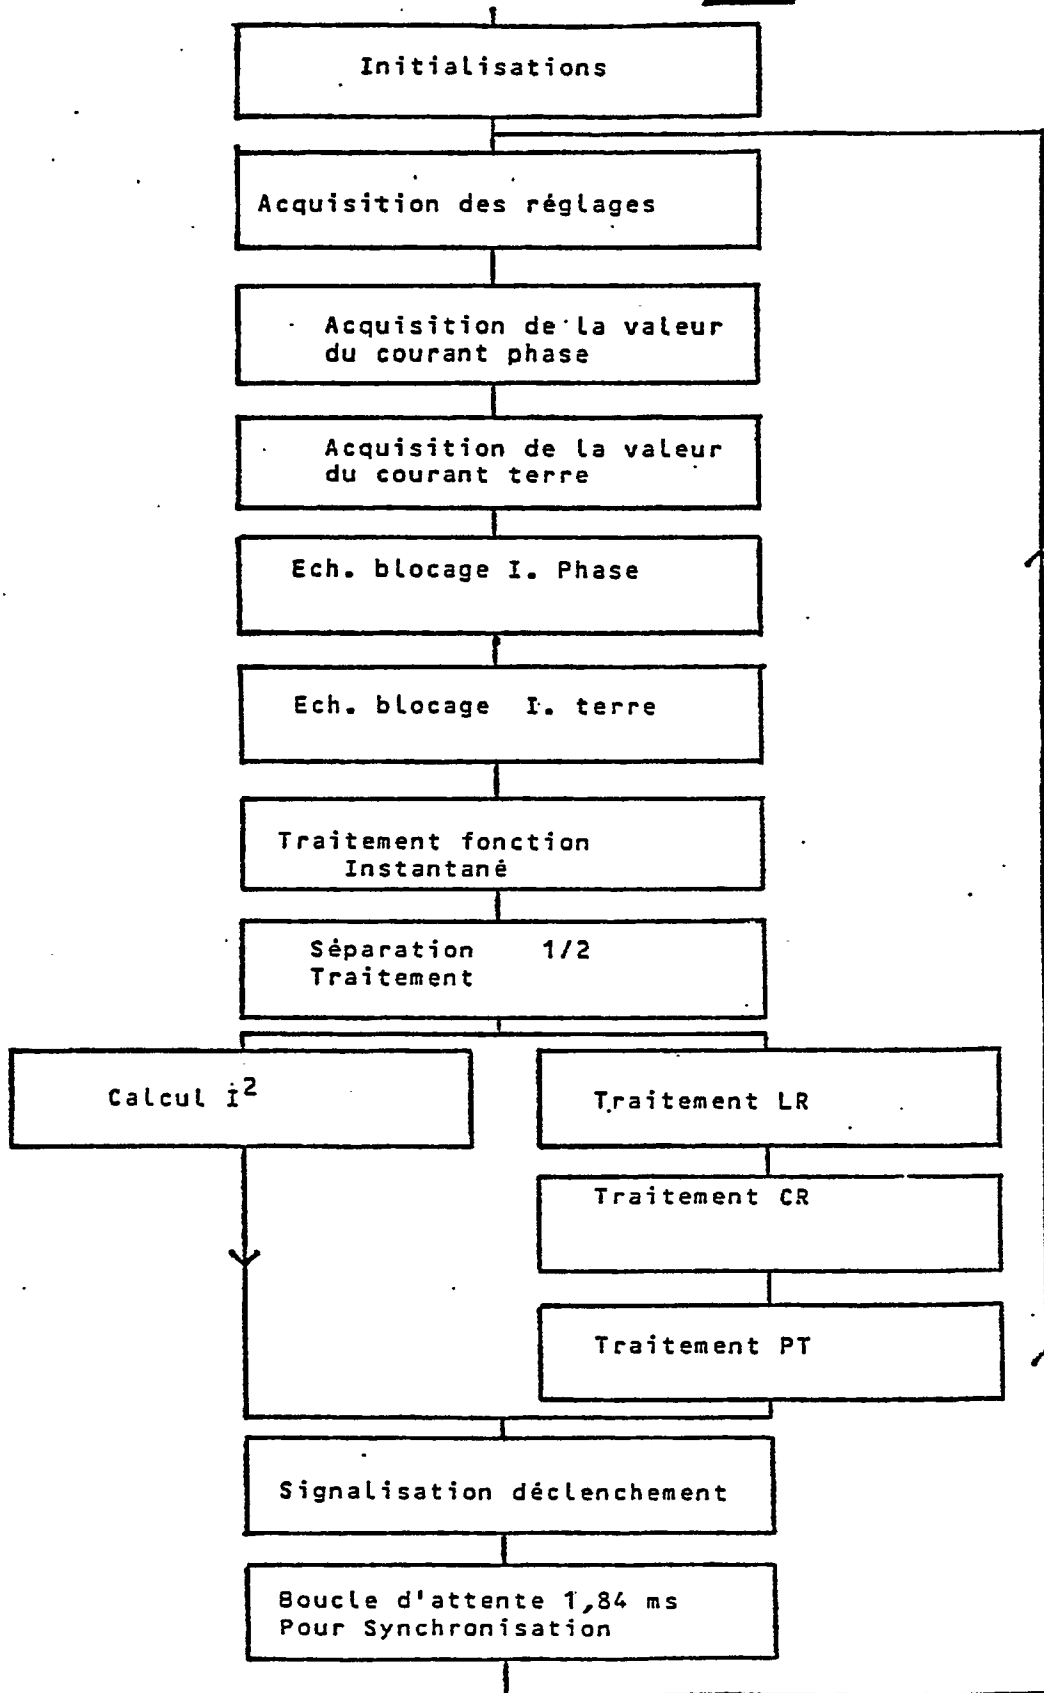 Initialisations
Acquisition des réglages
Acquisition de la valeur
du courant phase
Acquisition de la valeur
du courant terre
Ech. blocage I. Phase
Ech. blocage I. terre
Traitement fonction
Instantané
Séparation 1/2
Traitement
Calcul I²
Traitement LR
Traitement CR
Traitement PT
Signalisation déclenchement
Boucle d'attente 1,84 ms
Pour Synchronisation